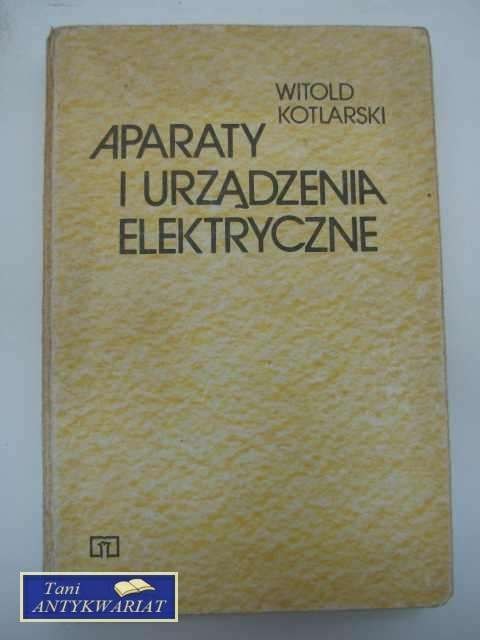 WITOLD
KOTLARSKI
APARATY
I URZĄDZENIA
ELEKTRYCZNE
Tani
ANTYKWARIAT